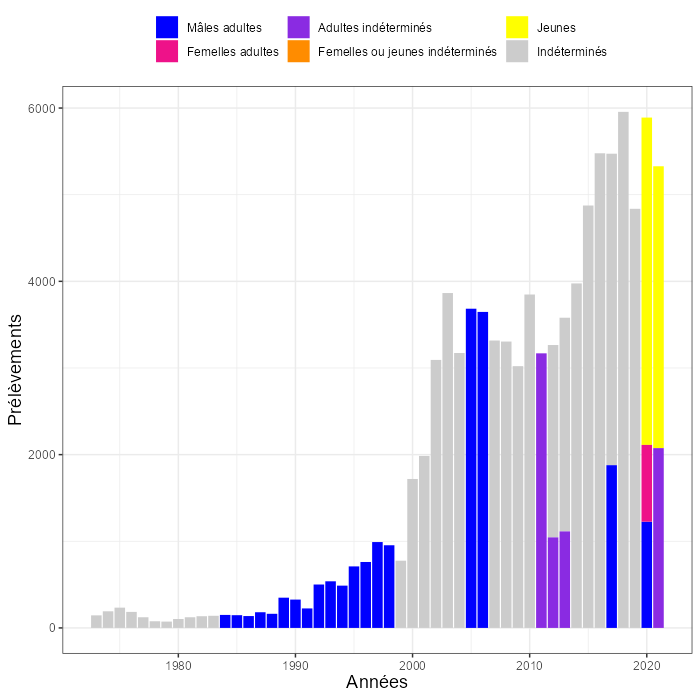 Mâles adultes
Adultes indéterminés
Jeunes
Femelles adultes
Femelles ou jeunes indéterminés
Indéterminés
6000
4000
2000
0
Prélèvements
1980
1990
2000
2010
2020
Années